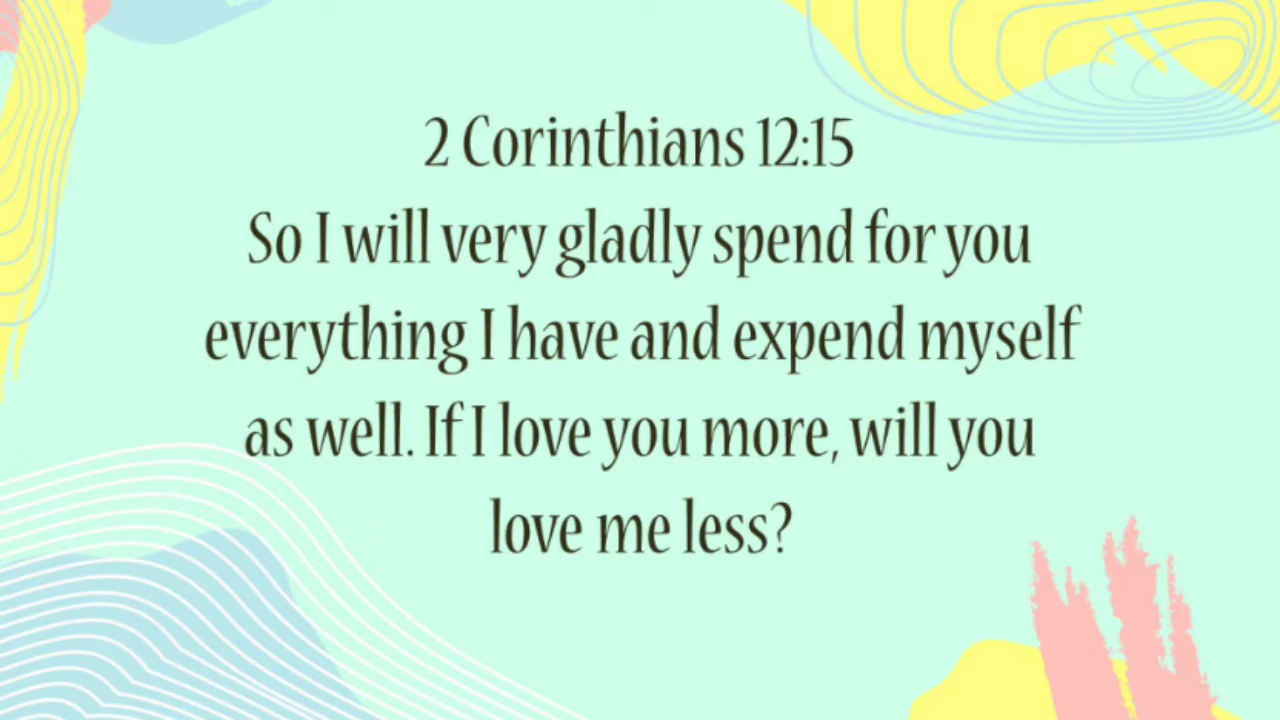 2 Corinthians 12:15
So I will very gladly spend for you
everything I have and expend myself
as well. If I love you more, will you
love me less?